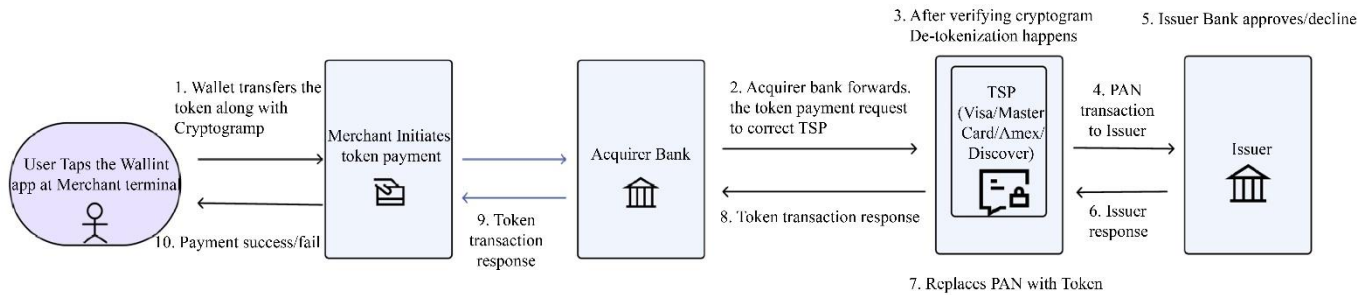 3. After verifying cryptogram
De-tokenization happens
5. Issuer Bank approves/decline
1. Wallet transfers the
token along with
Cryptogramp
2. Acquirer bank forwards.
the token payment request
to correct TSP
TSP
(Visa/Master
Card/Amex/
Discover)
4. PAN
transaction
to Issuer
User Taps the Wallint
app at Merchant terminal
Merchant Initiates
token payment
Acquirer Bank
Issuer
10. Payment success/fail
9. Token
transaction
response
8. Token transaction response
6. Issuer
response
7. Replaces PAN with Token